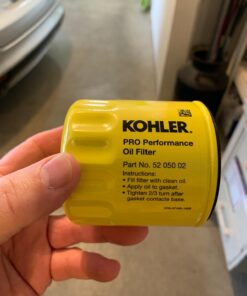 KOHLER.
PRO Performance
Oil Filter
Part No. 52 050 02
Instructions:
• Fill filter with clean oil.
• Apply oil to gasket.
• Tighten 2/3 turn after
gasket contacts base.